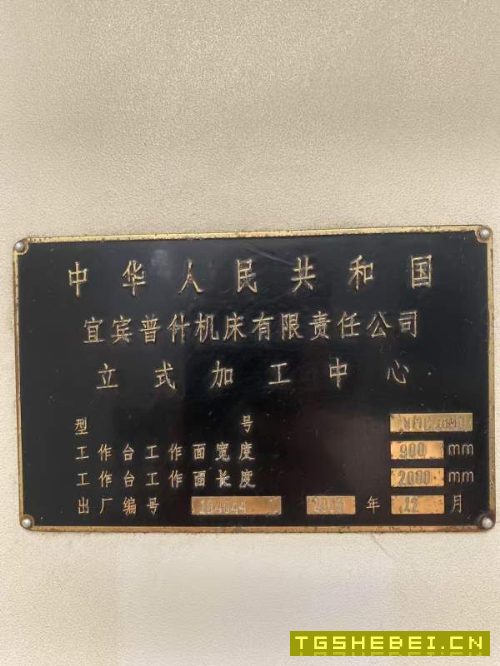 中华人民共和国
宜宾普什机床有限责任公司
立式加工中心
型号
工作台工作面宽度 900 mm
工作台工作面长度 2000 mm
出厂编号 年 12 月
TGSHEBEI.CN